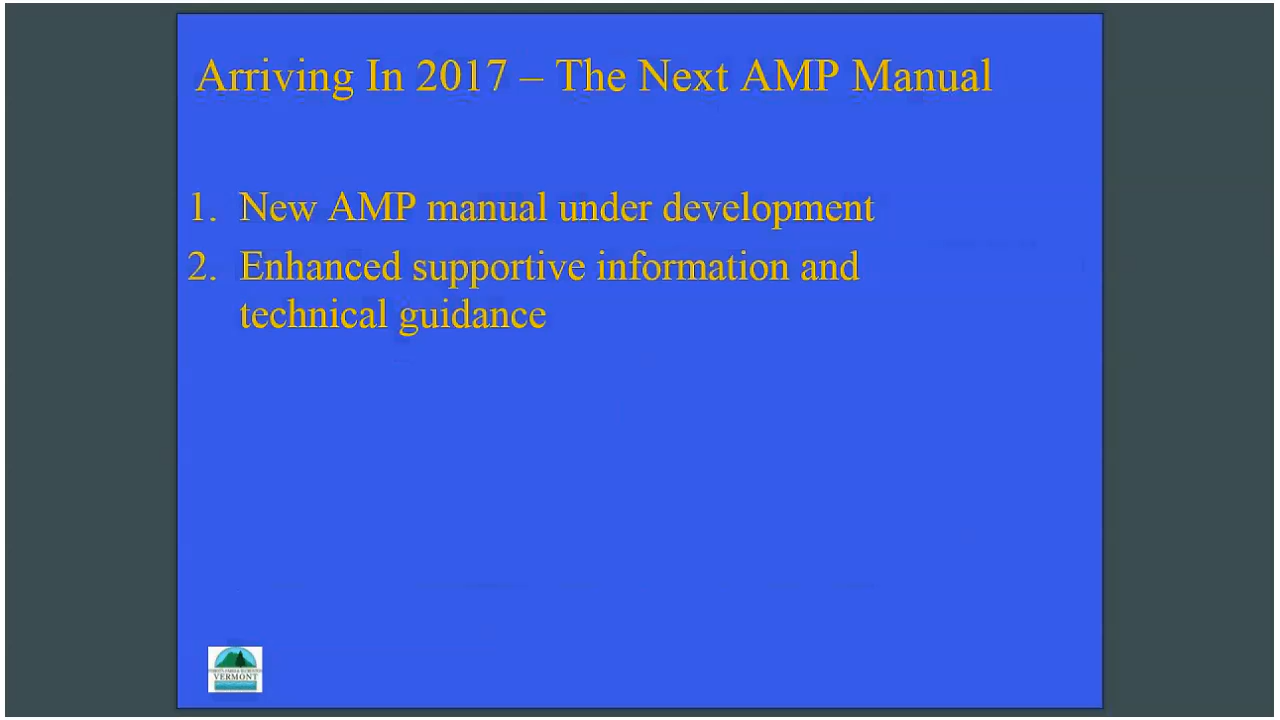 Arriving In 2017 – The Next AMP Manual
1. New AMP manual under development
2. Enhanced supportive information and
technical guidance
VERMONT